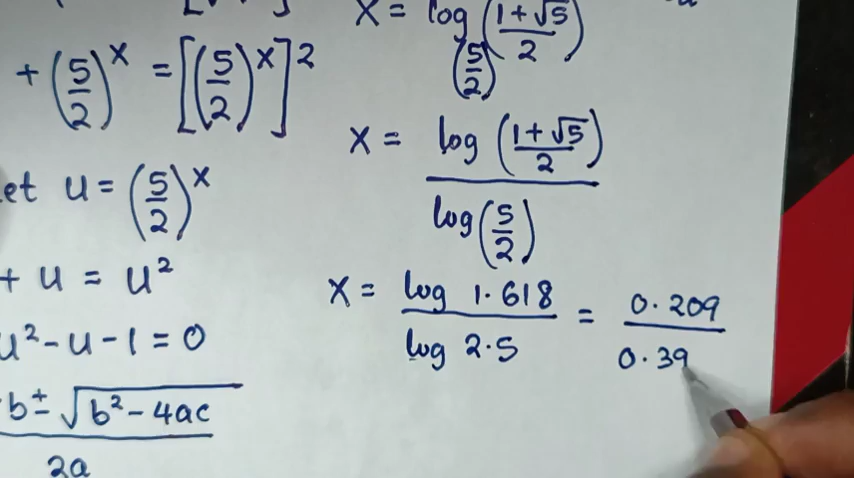 + (5/2)^x = [(5/2)^x]^2
et u = (5/2)^x
+ u = u^2
u^2 - u - 1 = 0
b ± √(b^2 - 4ac)
2a
x = log_(5/2) ((1+√5)/2)
x = log ((1+√5)/2) / log (5/2)
x = log 1.618 / log 2.5 = 0.209 / 0.39